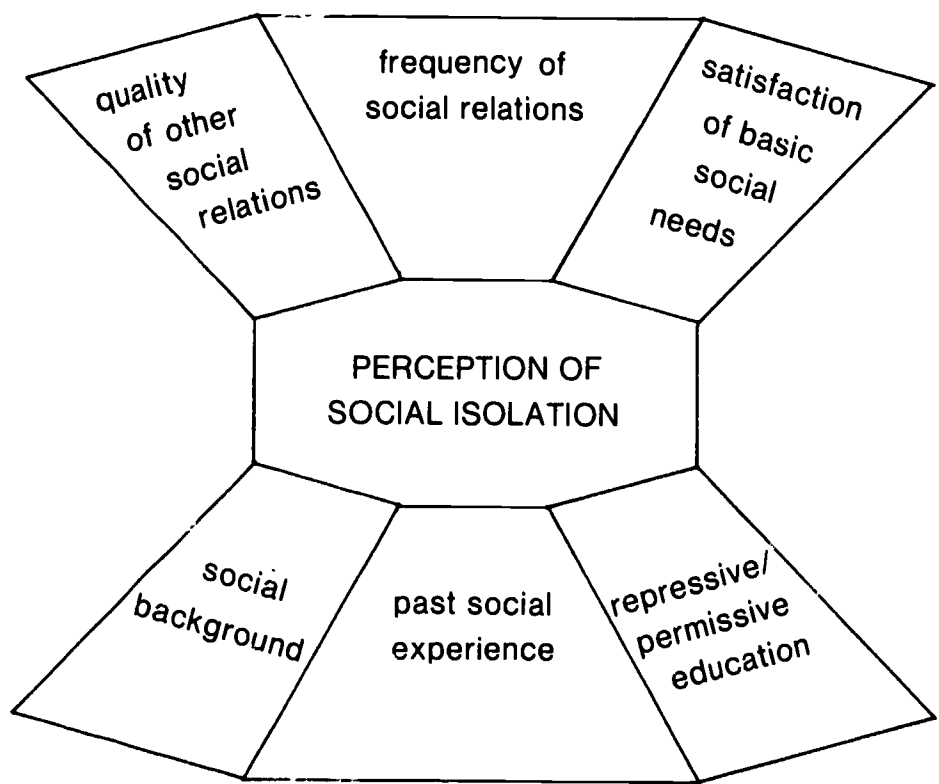 quality
of other
social
relations
frequency of
social relations
satisfaction
of basic
social
needs
PERCEPTION OF
SOCIAL ISOLATION
social
background
past social
experience
repressive/
permissive
education